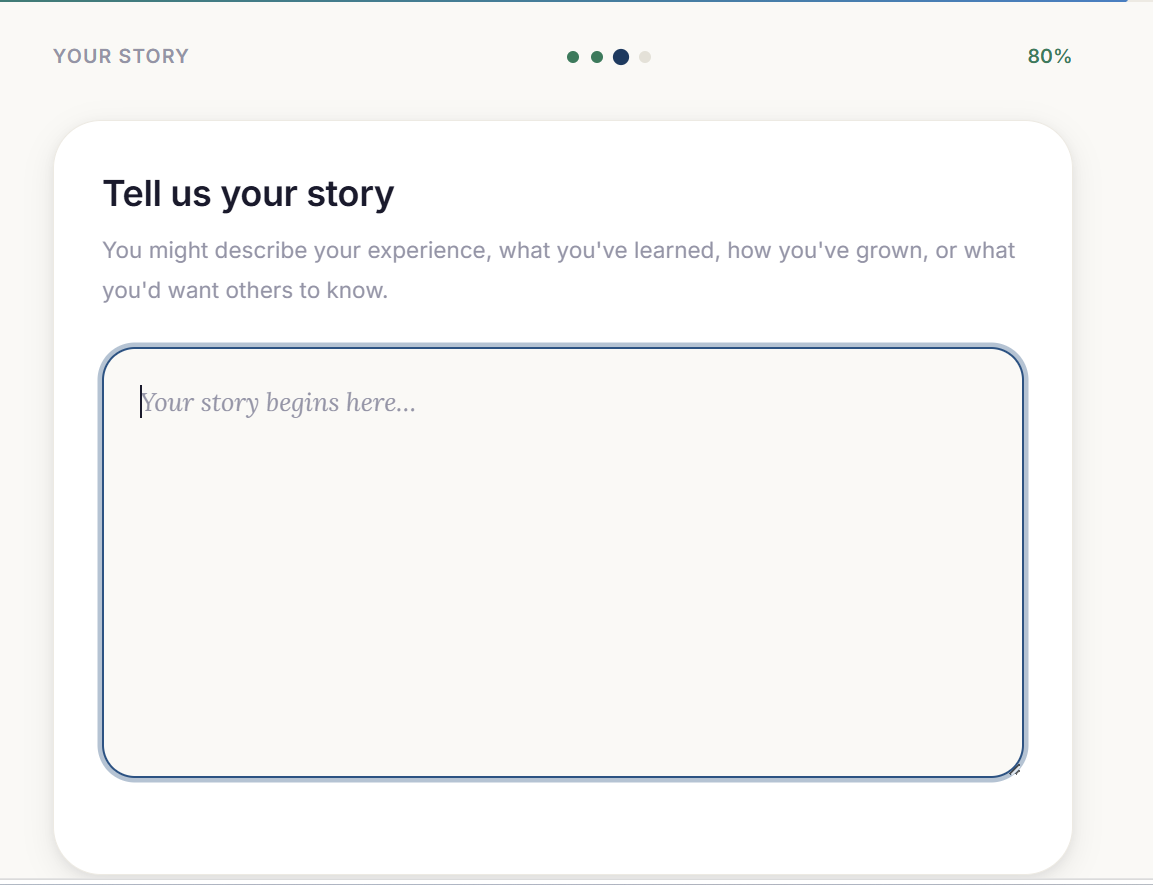 YOUR STORY
80%
Tell us your story
You might describe your experience, what you've learned, how you've grown, or what
you'd want others to know.
Your story begins here...